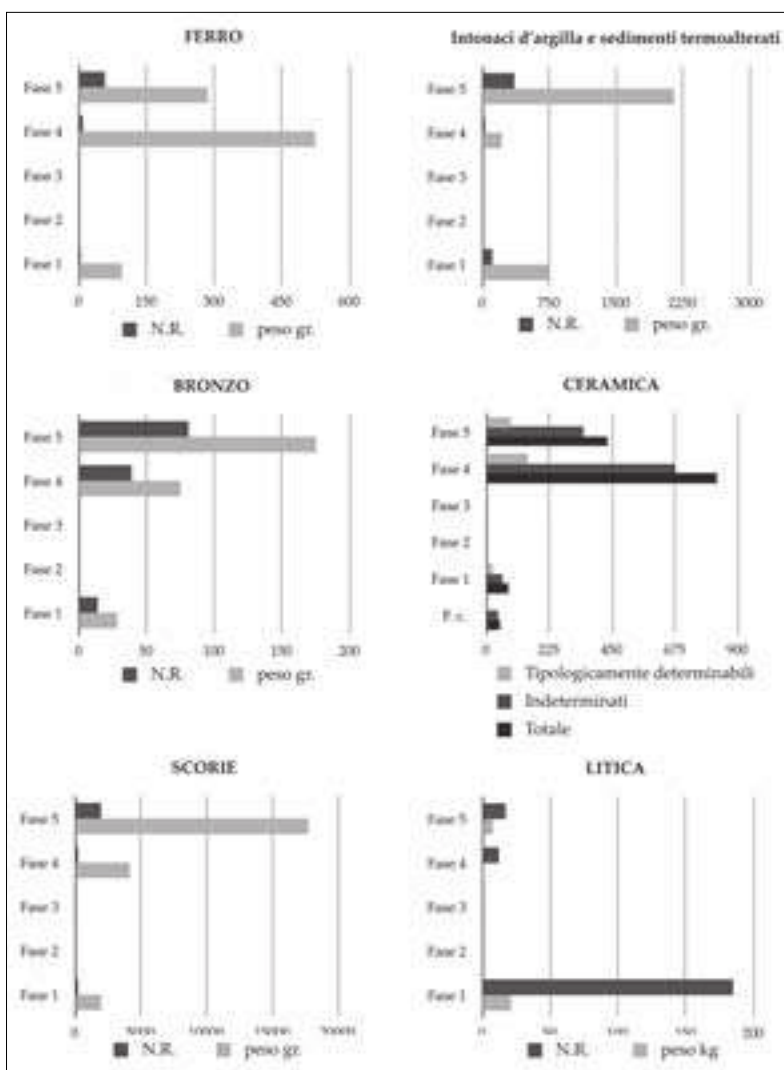 FERRO
Fase 5
Fase 4
Fase 3
Fase 2
Fase 1
0 150 300 450 600
N.R. peso gr.
Intonaci d'argilla e sedimenti termoalterati
Fase 5
Fase 4
Fase 3
Fase 2
Fase 1
0 750 1500 2250 3000
N.R. peso gr.
BRONZO
Fase 5
Fase 4
Fase 3
Fase 2
Fase 1
0 50 100 150 200
N.R. peso gr.
CERAMICA
Fase 5
Fase 4
Fase 3
Fase 2
Fase 1
0 225 450 675 900
Tipologicamente determinabili
Indeterminati
Totale
SCORIE
Fase 5
Fase 4
Fase 3
Fase 2
Fase 1
5000 10000 15000 20000
N.R. peso gr.
LITICA
Fase 5
Fase 4
Fase 3
Fase 2
Fase 1
0 50 100 150 200
N.R. peso kg